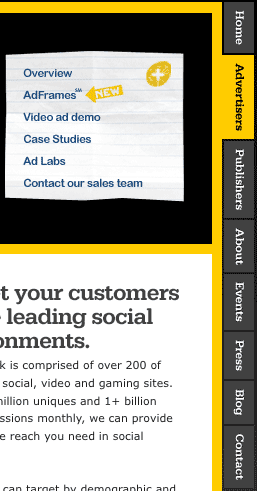 Overview
AdFrames℠ NEW
Video ad demo
Case Studies
Ad Labs
Contact our sales team
t your customers
leading social
onments.
k is comprised of over 200 of
social, video and gaming sites.
million uniques and 1+ billion
ssions monthly, we can provide
e reach you need in social
can target by demographic and
Home
Advertisers
Publishers
About
Events
Press
Blog
Contact